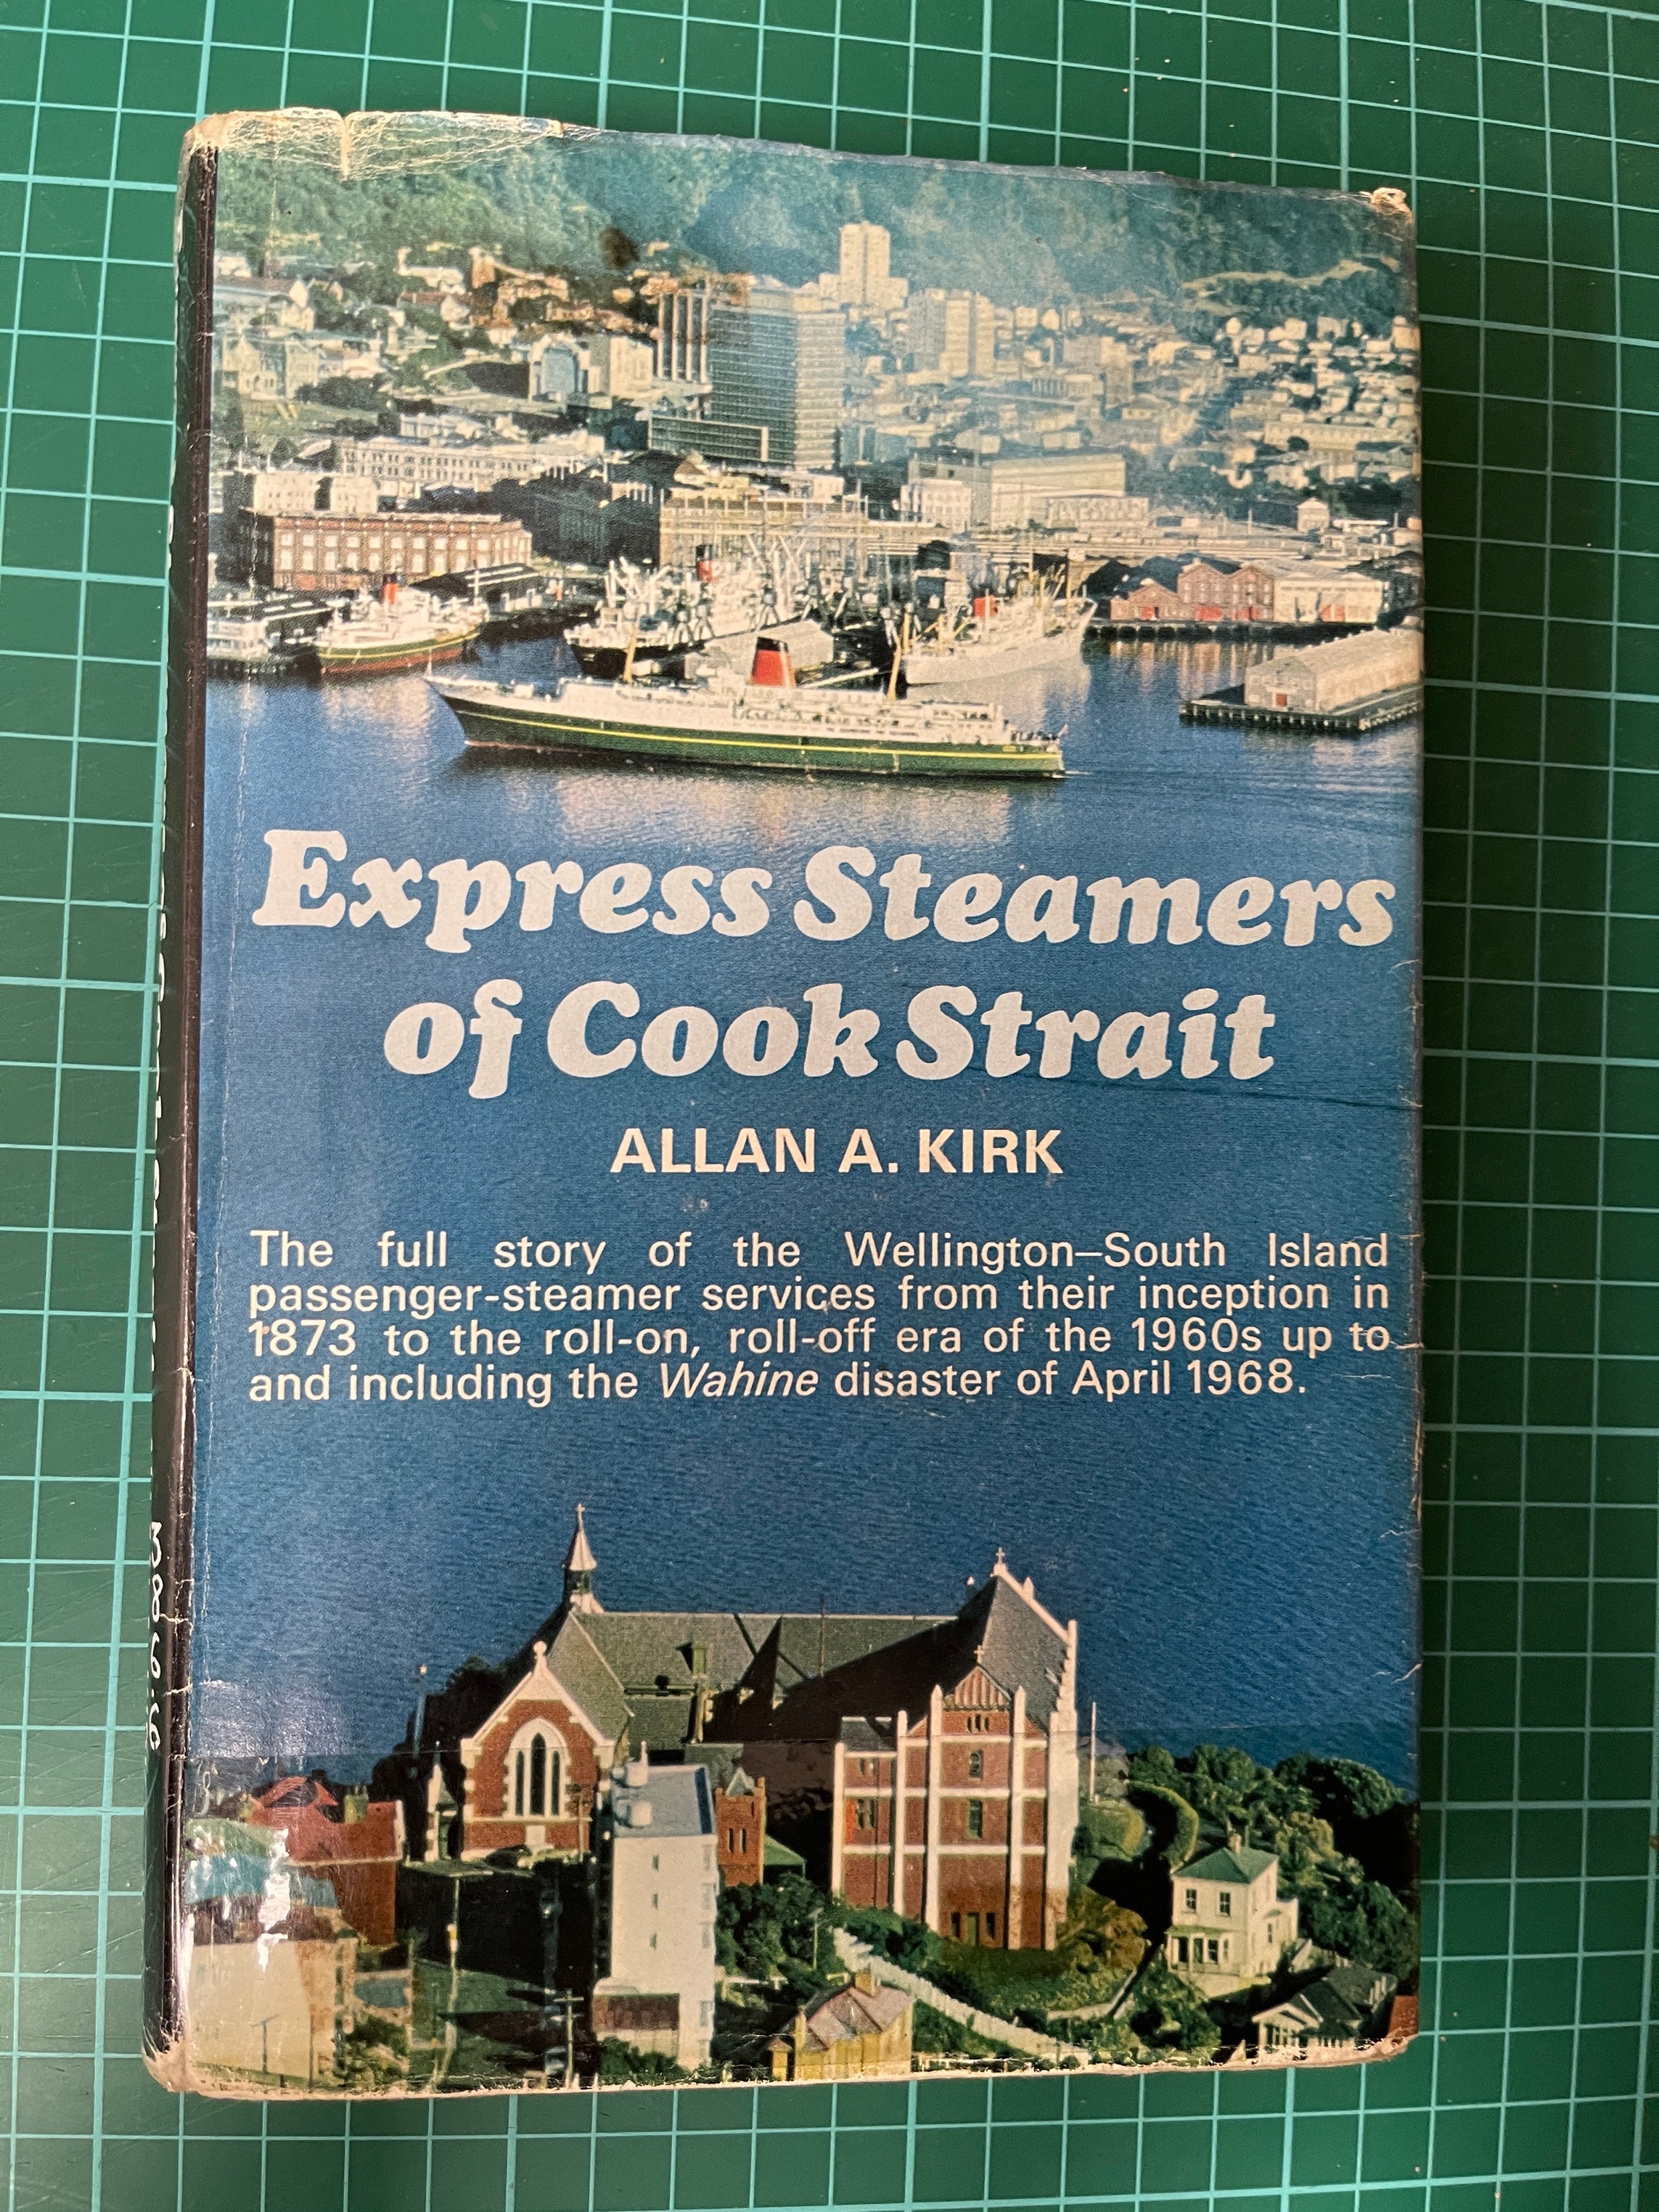 Express Steamers
of Cook Strait
ALLAN A. KIRK
The full story of the Wellington–South Island
passenger-steamer services from their inception in
1873 to the roll-on, roll-off era of the 1960s up to
and including the Wahine disaster of April 1968.